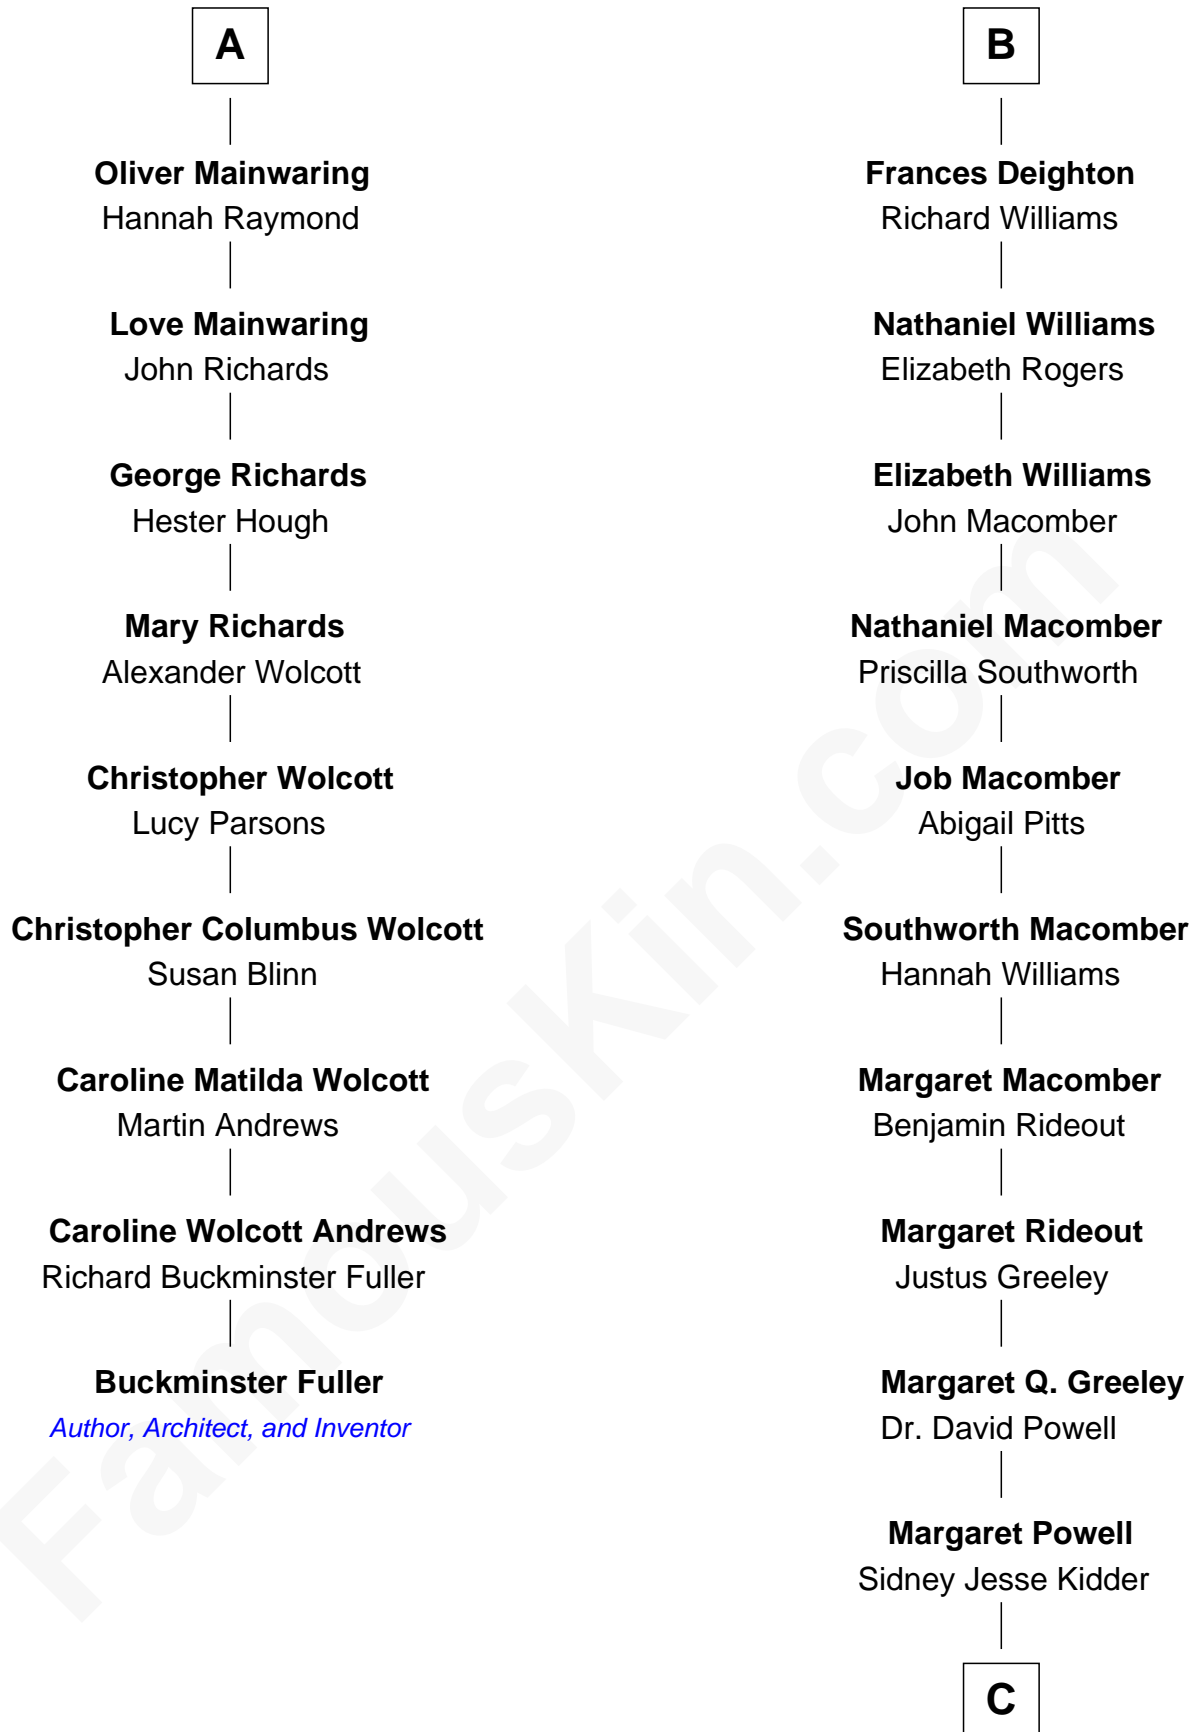 A
Oliver Mainwaring
Hannah Raymond
Love Mainwaring
John Richards
George Richards
Hester Hough
Mary Richards
Alexander Wolcott
Christopher Wolcott
Lucy Parsons
Christopher Columbus Wolcott
Susan Blinn
Caroline Matilda Wolcott
Martin Andrews
Caroline Wolcott Andrews
Richard Buckminster Fuller
Buckminster Fuller
Author, Architect, and Inventor
B
Frances Deighton
Richard Williams
Nathaniel Williams
Elizabeth Rogers
Elizabeth Williams
John Macomber
Nathaniel Macomber
Priscilla Southworth
Job Macomber
Abigail Pitts
Southworth Macomber
Hannah Williams
Margaret Macomber
Benjamin Rideout
Margaret Rideout
Justus Greeley
Margaret Q. Greeley
Dr. David Powell
Margaret Powell
Sidney Jesse Kidder
C
FamousKin.com